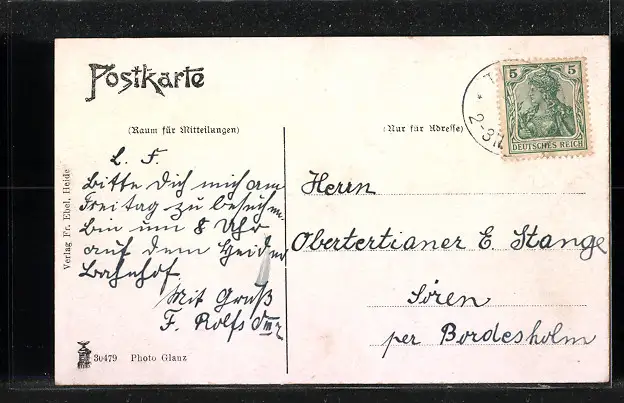 Postkarte
(Raum für Mitteilungen)
(Nur für Adresse)
5 5
DEUTSCHES REICH
2-3N.
L. F.
Bitte Dich mich am
Freitag zu besuchen
bin um 8 Uhr
auf dem Heider
Bahnhof.
Mit Gruß
F. Rolfs
Herrn
Obertertianer E. Stange
Sören
per Bordesholm
Verlag Fr. Ebel, Heide
30479 Photo Glanz